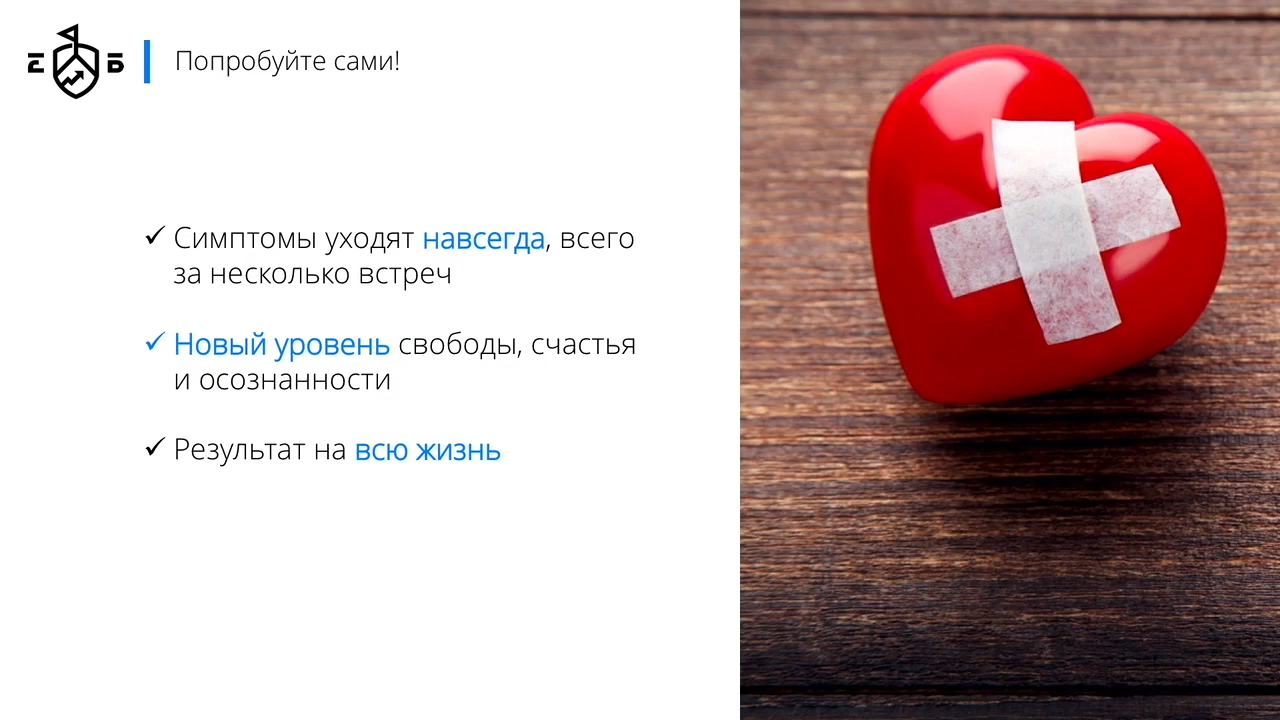 Е Б
Попробуйте сами!
Симптомы уходят навсегда, всего
за несколько встреч
Новый уровень свободы, счастья
и осознанности
Результат на всю жизнь